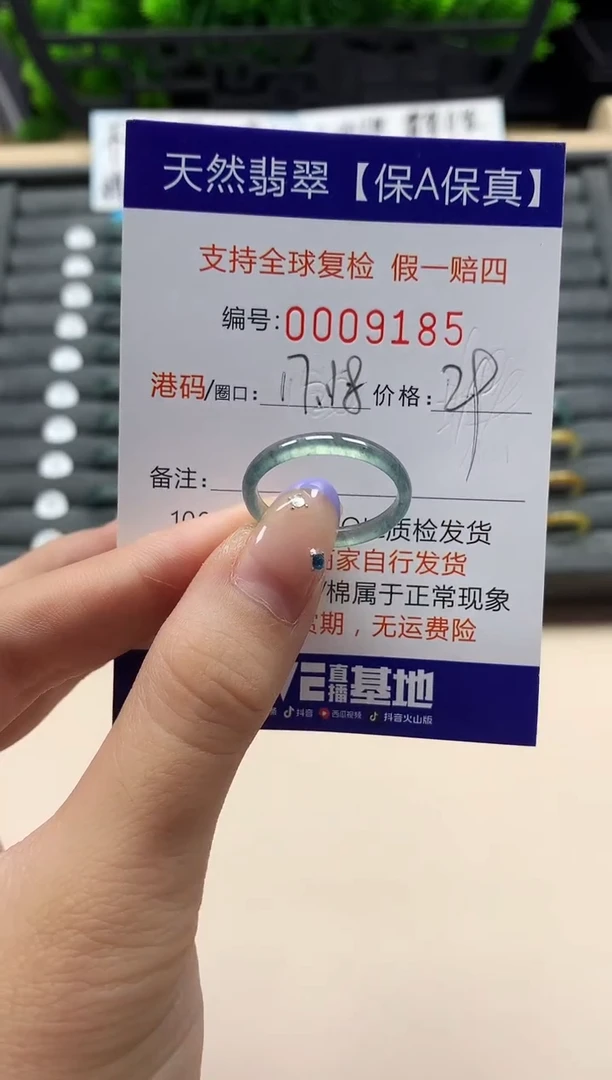 天然翡翠【保A保真】
支持全球复检 假一赔四
编号:0009185
港码/圈口: 17.18 价格:
备注:
质检发货
家自行发货
/棉属于正常现象
期，无运费险
VE直播基地
抖音 西瓜视频 抖音火山版